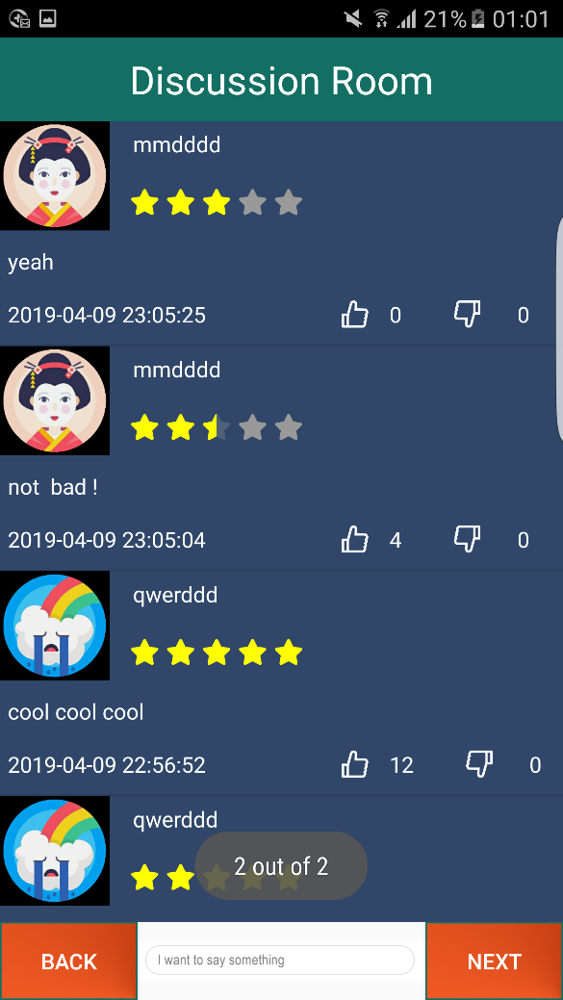 21% 01:01
Discussion Room
mmdddd
yeah
2019-04-09 23:05:25 0 0
mmdddd
not bad !
2019-04-09 23:05:04 4 0
qwerddd
cool cool cool
2019-04-09 22:56:52 12 0
qwerddd
2 out of 2
BACK I want to say something NEXT